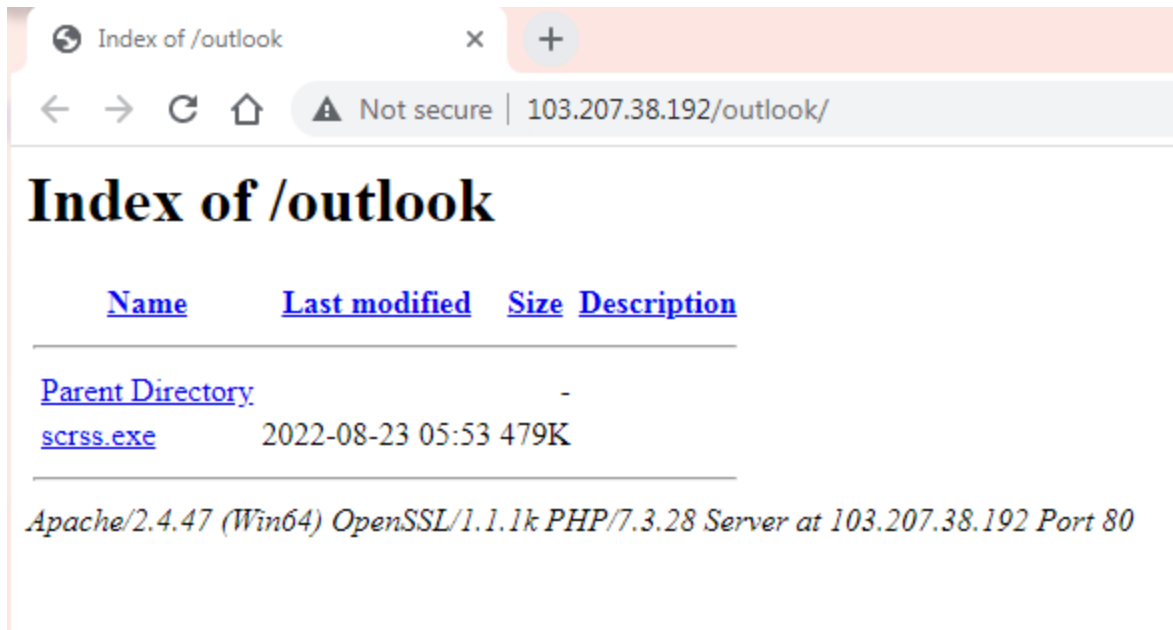 Index of /outlook
Not secure | 103.207.38.192/outlook/
Index of /outlook
Name Last modified Size Description
Parent Directory -
scrss.exe 2022-08-23 05:53 479K
Apache/2.4.47 (Win64) OpenSSL/1.1.1k PHP/7.3.28 Server at 103.207.38.192 Port 80